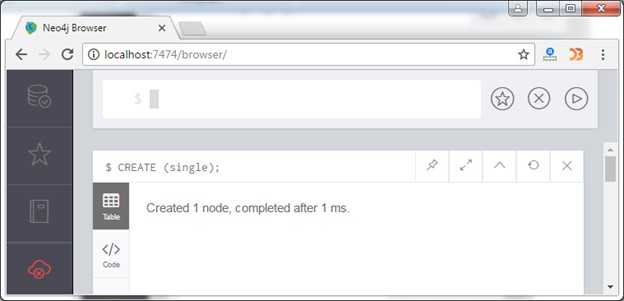 Neo4j Browser
localhost:7474/browser/
$
$ CREATE (single);
Table
Created 1 node, completed after 1 ms.
</>
Code